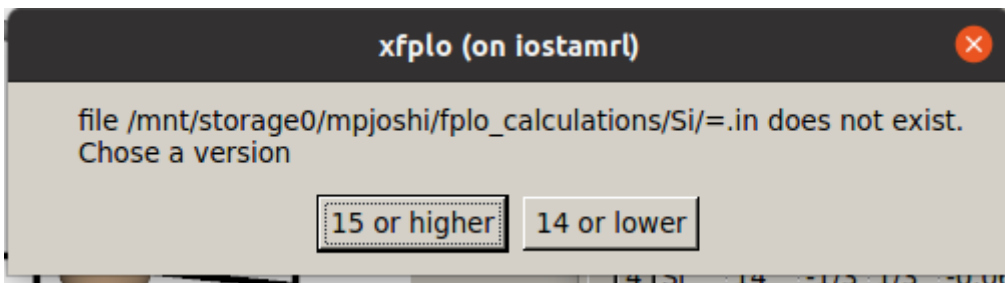 xfplo (on iostamrl)
file /mnt/storage0/mpjoshi/fplo_calculations/Si/=.in does not exist.
Chose a version
15 or higher
14 or lower